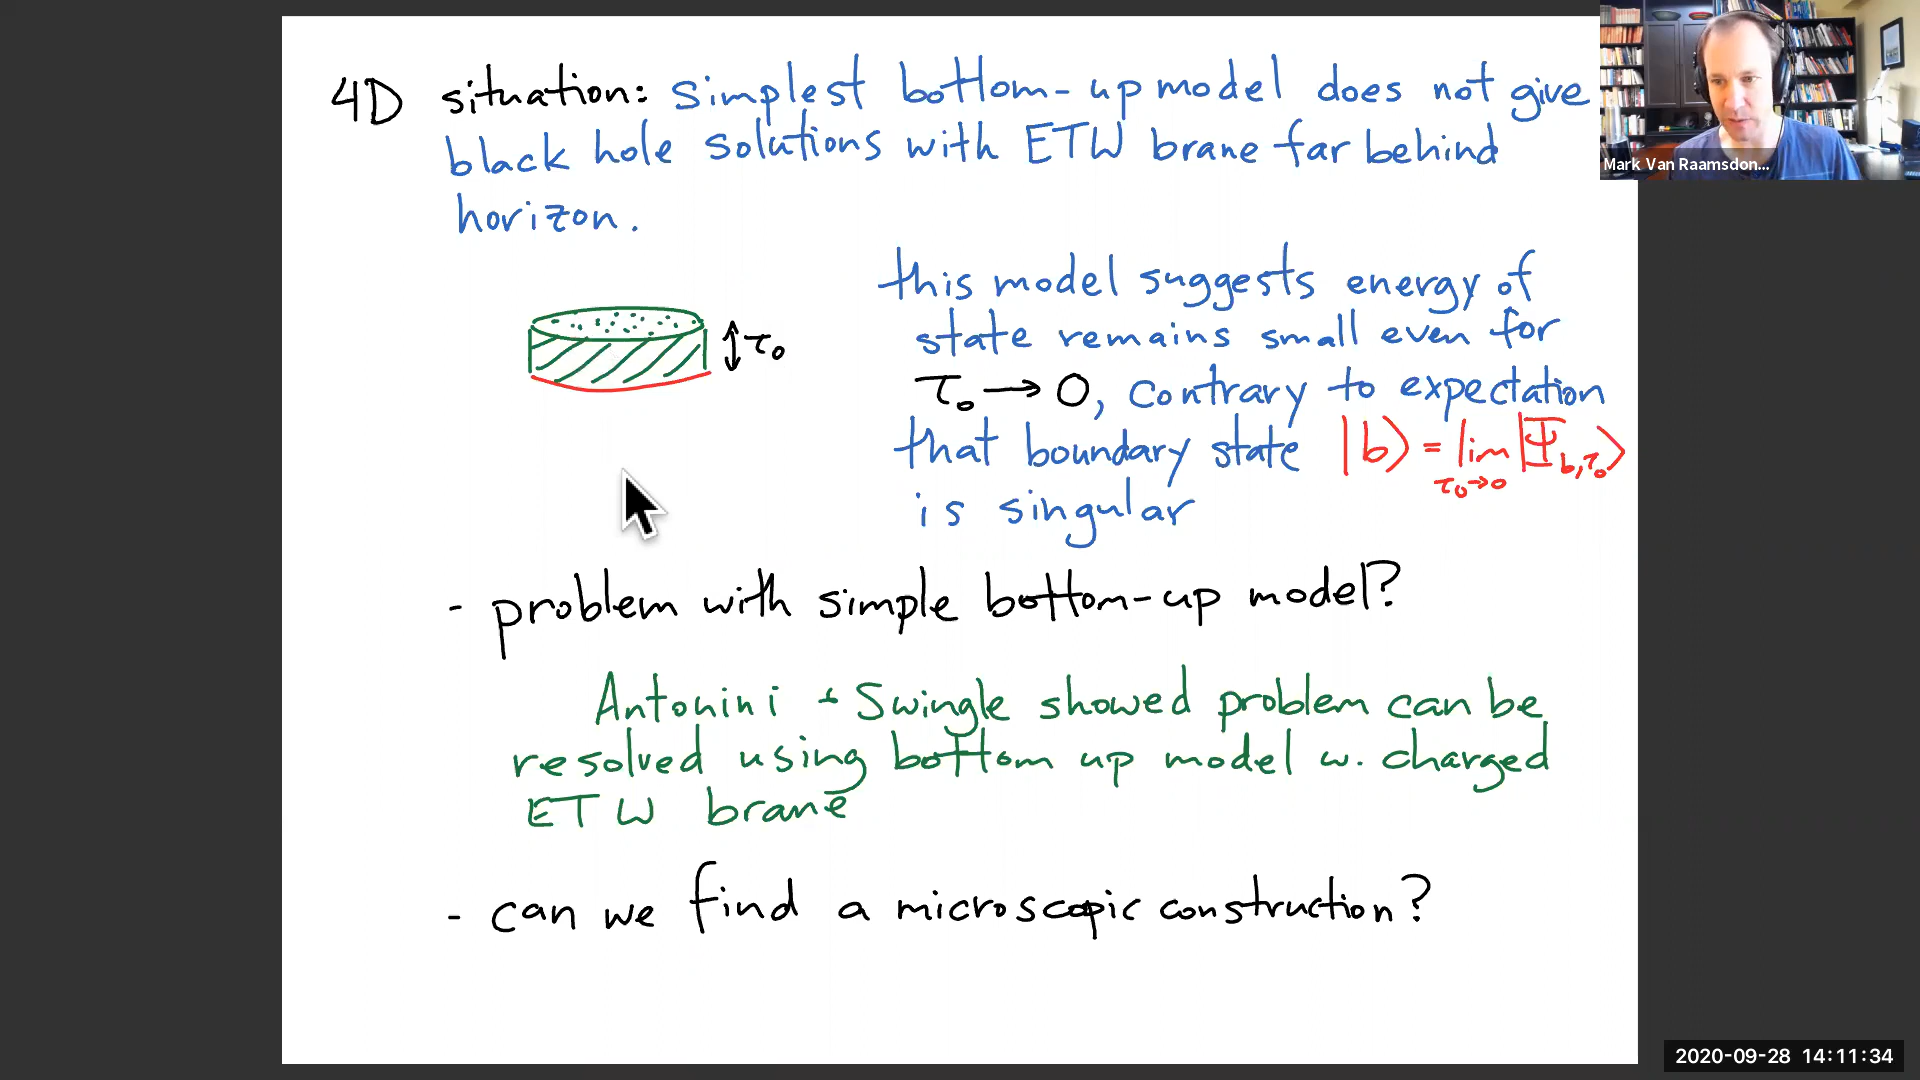 4D situation: simplest bottom-up model does not give
black hole solutions with ETW brane far behind
horizon.
this model suggests energy of
state remains small even for
τ₀ → 0, contrary to expectation
that boundary state |b⟩ = lim |Ψ_b,τ₀⟩
τ₀→0
is singular
τ₀
- problem with simple bottom-up model?
Antonini + Swingle showed problem can be
resolved using bottom up model w. charged
ETW brane
- can we find a microscopic construction?
Mark Van Raamsdon...
2020-09-28 14:11:34